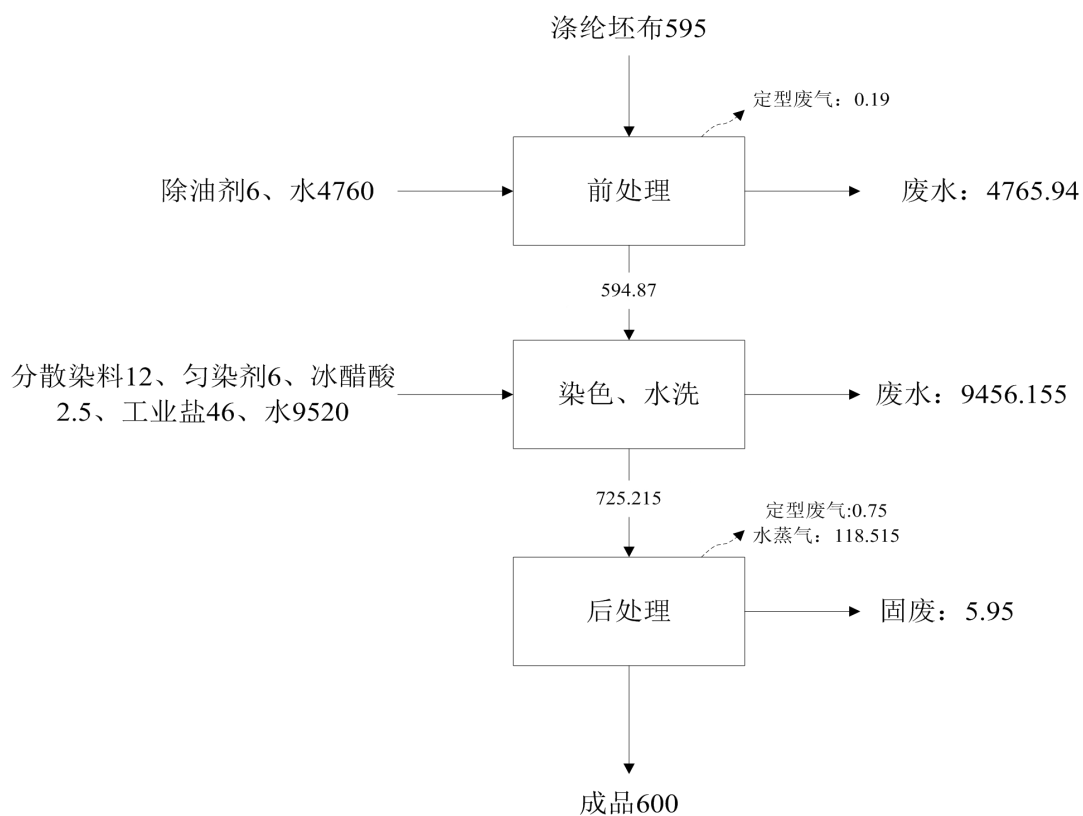 涤纶坯布595
定型废气：0.19
除油剂6、水4760
前处理
废水：4765.94
594.87
分散染料12、匀染剂6、冰醋酸
2.5、工业盐46、水9520
染色、水洗
废水：9456.155
725.215
定型废气:0.75
水蒸气：118.515
后处理
固废：5.95
成品600